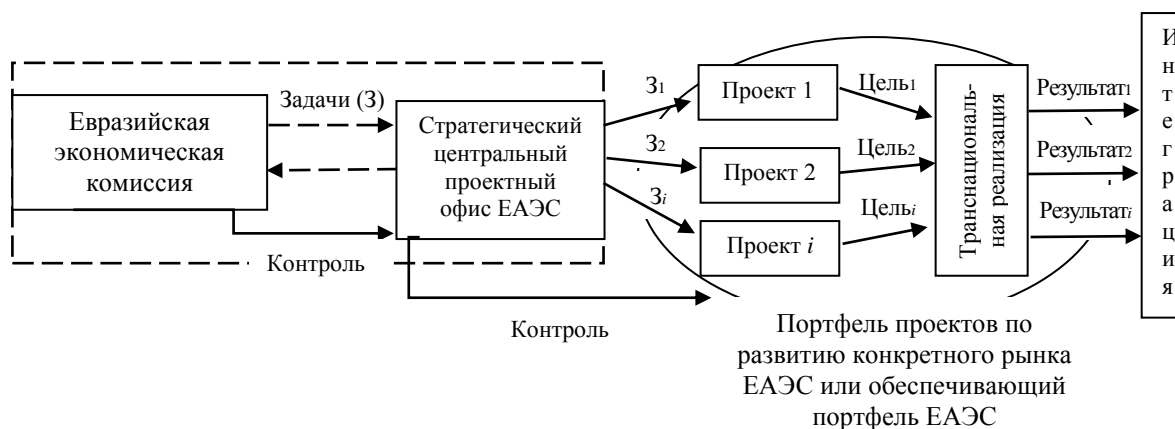 Евразийская
экономическая
комиссия
Задачи (З)
Стратегический
центральный
проектный
офис ЕАЭС
Контроль
Контроль
З1
З2
Зi
Проект 1
Проект 2
Проект i
Цель1
Цель2
Цельi
Транснациональ-
ная реализация
Результат1
Результат2
Результатi
Интеграция
Портфель проектов по
развитию конкретного рынка
ЕАЭС или обеспечивающий
портфель ЕАЭС